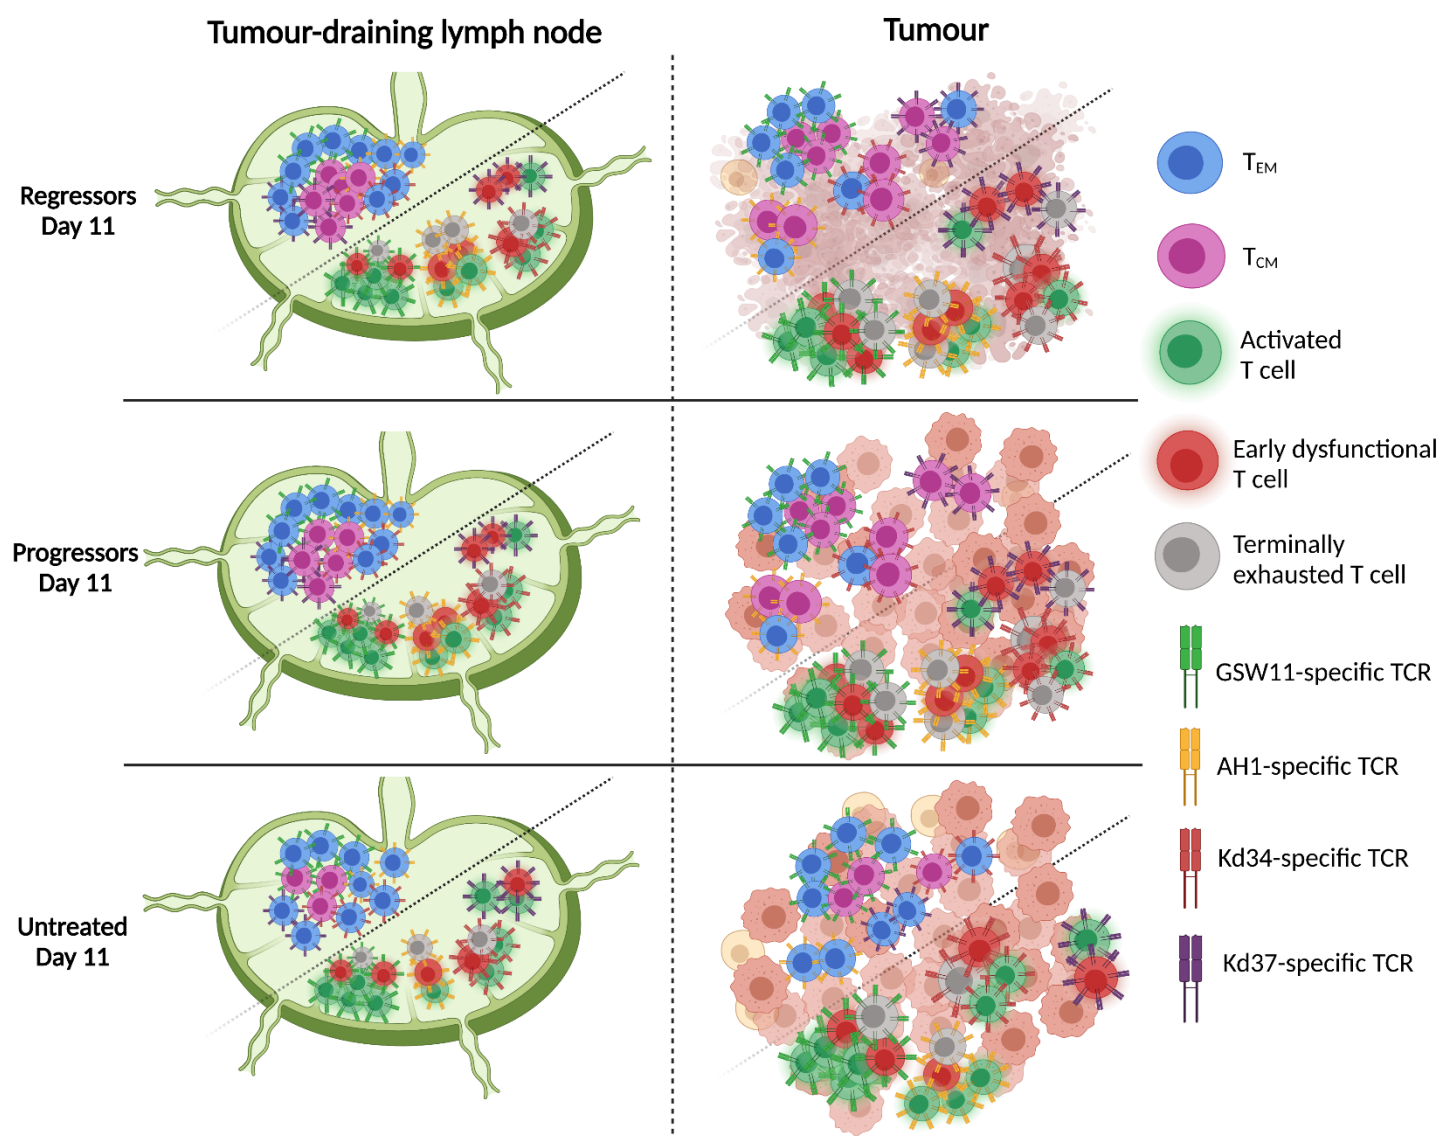 Tumour-draining lymph node
Tumour
Regressors
Day 11
Progressors
Day 11
Untreated
Day 11
TEM
TCM
Activated
T cell
Early dysfunctional
T cell
Terminally
exhausted T cell
GSW11-specific TCR
AH1-specific TCR
Kd34-specific TCR
Kd37-specific TCR